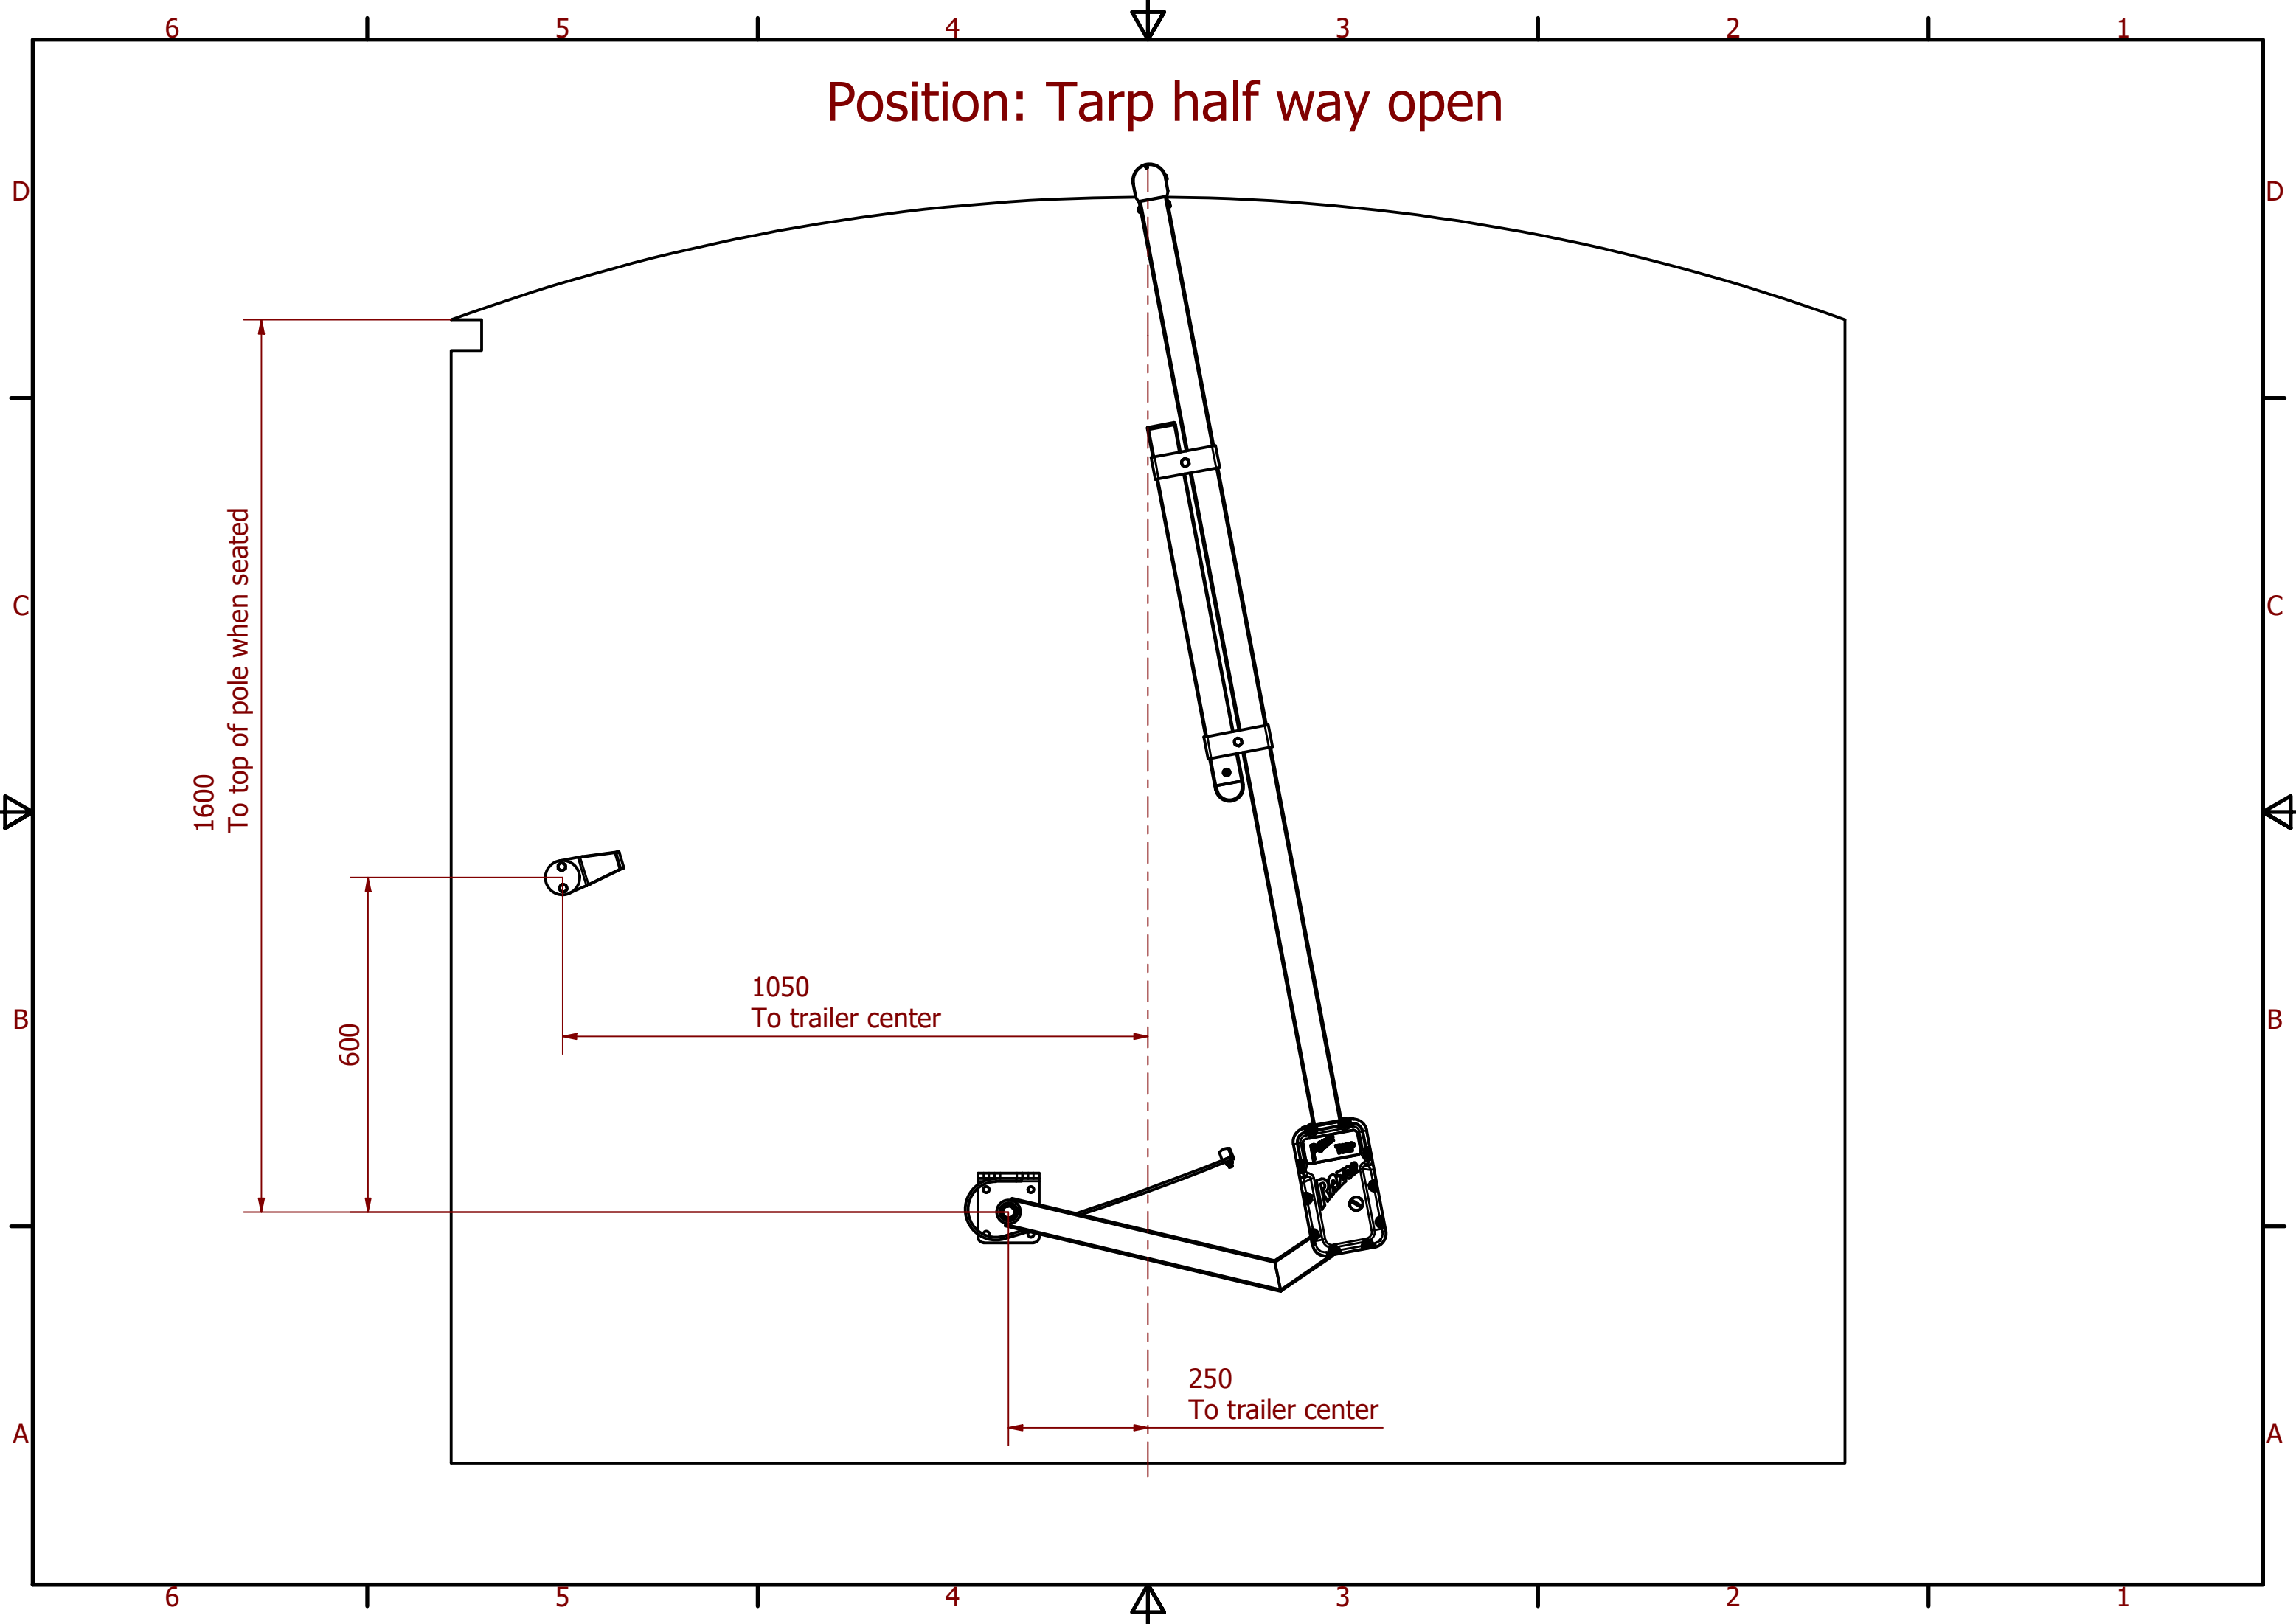 6 5 4 3 2 1
Position: Tarp half way open
D D
C C
1600
To top of pole when seated
600
1050
To trailer center
B B
250
To trailer center
A A
6 5 4 3 2 1